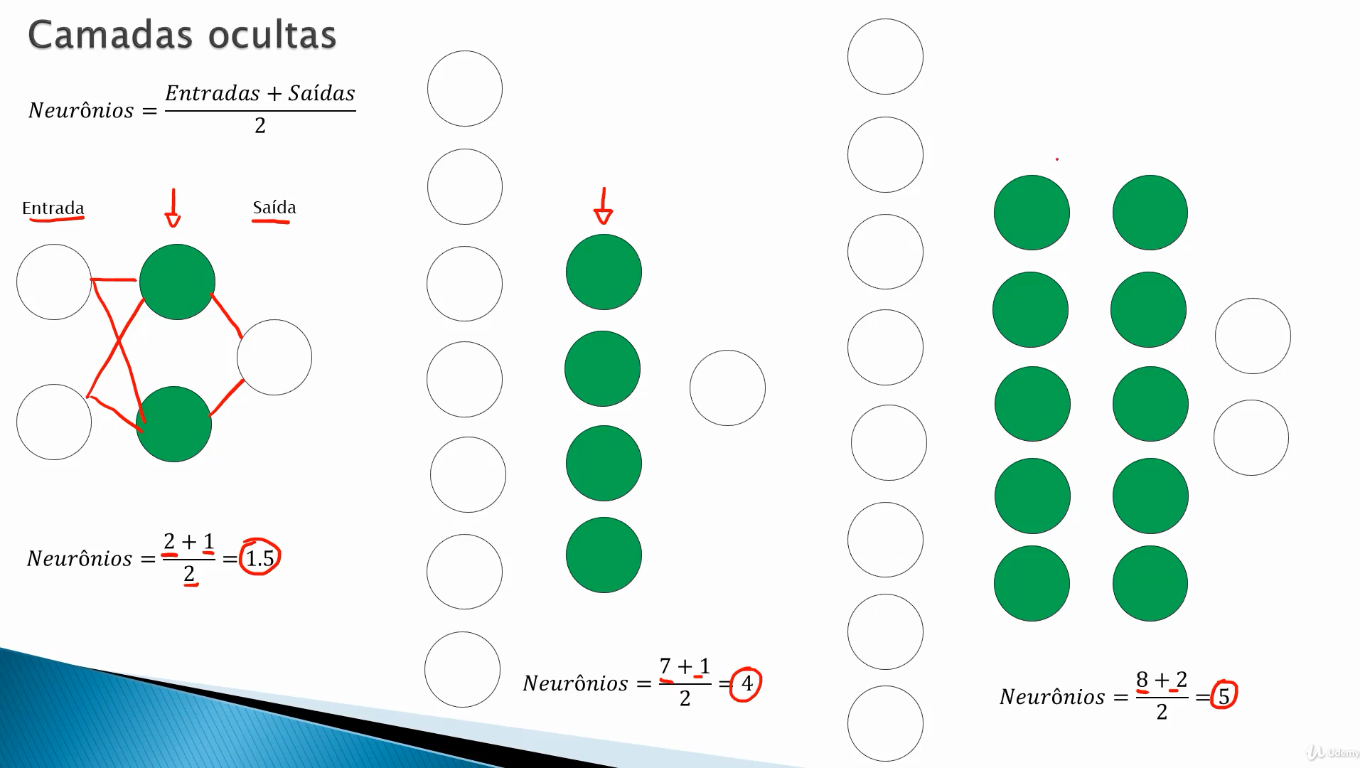 Camadas ocultas
Neurônios = Entradas + Saídas / 2
Entrada
Saída
Neurônios = 2 + 1 / 2 = 1.5
Neurônios = 7 + 1 / 2 = 4
Neurônios = 8 + 2 / 2 = 5
Udemy